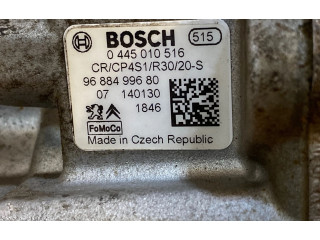 BOSCH 515
0 445 010 516
CR/CP4S1/R30/20-S
96 884 996 80
07 140130
1846
FoMoCo
Made in Czech Republic